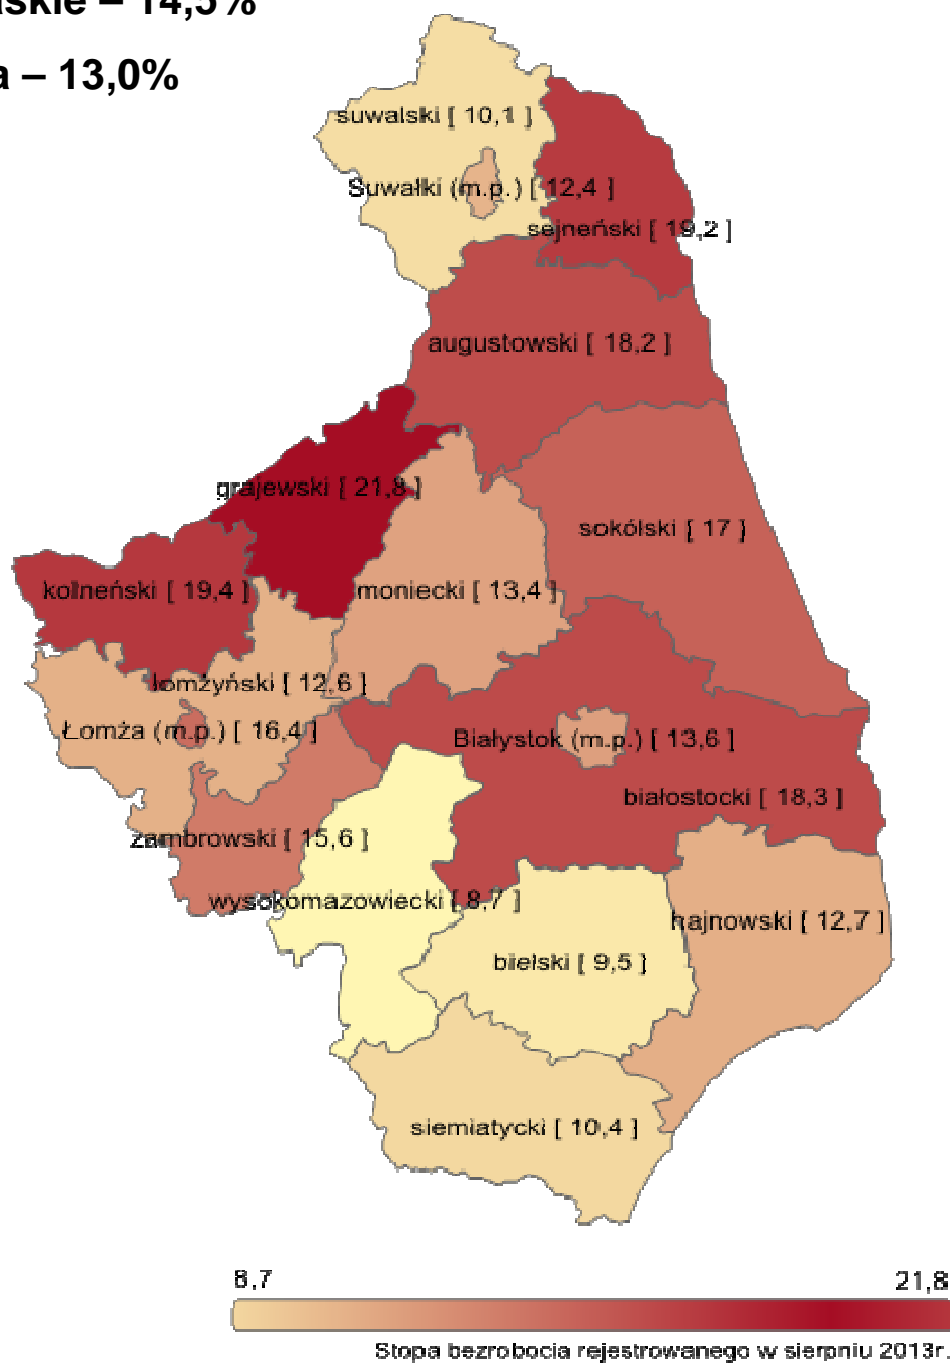 – 14,5%
– 13,0%
suwalski [ 10,1 ]
Suwałki (m.p.) [ 12,4 ]
sejneński [ 19,2 ]
augustowski [ 18,2 ]
grajewski [ 21,8 ]
sokólski [ 17 ]
kolneński [ 19,4 ]
moniecki [ 13,4 ]
łomżyński [ 12,6 ]
Łomża (m.p.) [ 16,4 ]
Białystok (m.p.) [ 13,6 ]
białostocki [ 18,3 ]
zambrowski [ 15,6 ]
wysokomazowiecki [ 8,7 ]
hajnowski [ 12,7 ]
bielski [ 9,5 ]
siemiatycki [ 10,4 ]
8,7 21,8
Stopa bezrobocia rejestrowanego w sierpniu 2013r.